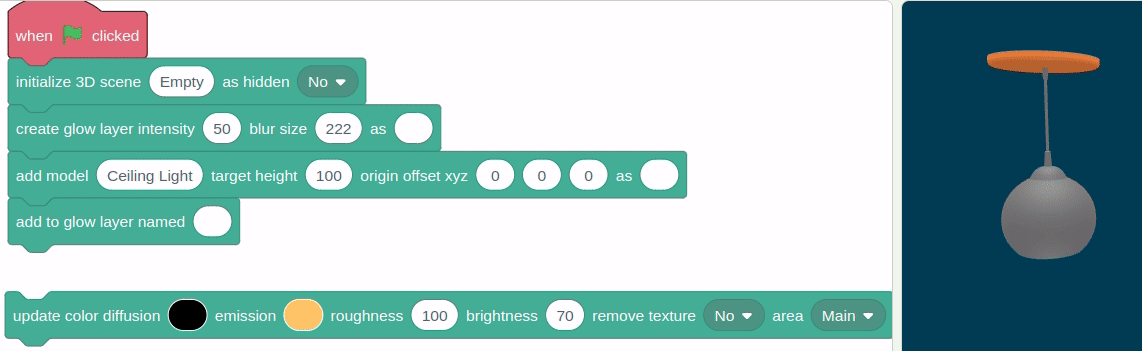 when clicked
initialize 3D scene Empty as hidden No
create glow layer intensity 50 blur size 222 as
add model Ceiling Light target height 100 origin offset xyz 0 0 0 as
add to glow layer named
update color diffusion emission roughness 100 brightness 70 remove texture No area Main